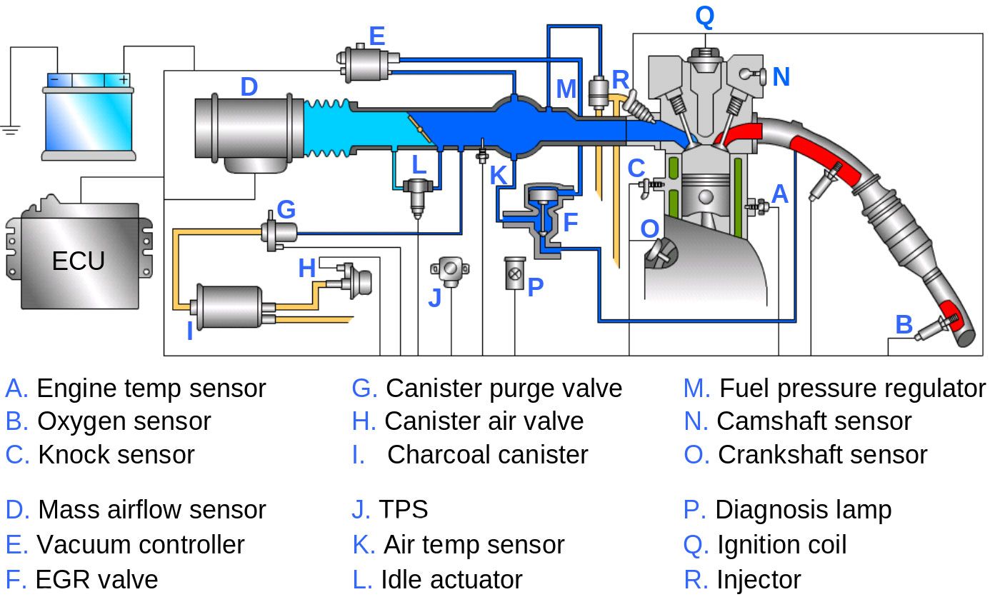 Q
E
D
M
R
N
− +
L
K
C
A
G
F
O
ECU
H
J
P
I
B
A. Engine temp sensor
B. Oxygen sensor
C. Knock sensor
D. Mass airflow sensor
E. Vacuum controller
F. EGR valve
G. Canister purge valve
H. Canister air valve
I. Charcoal canister
J. TPS
K. Air temp sensor
L. Idle actuator
M. Fuel pressure regulator
N. Camshaft sensor
O. Crankshaft sensor
P. Diagnosis lamp
Q. Ignition coil
R. Injector